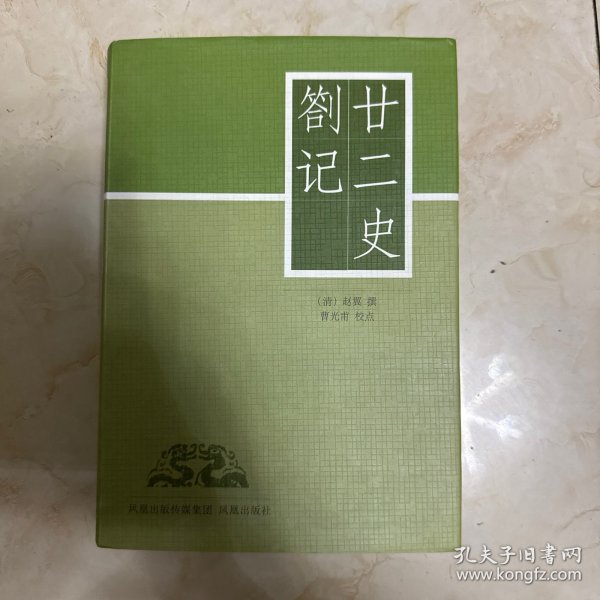 廿二史
劄记
（清）赵翼 撰
曹光甫 校点
凤凰出版传媒集团 凤凰出版社
孔夫子旧书网
www.kongfz.com